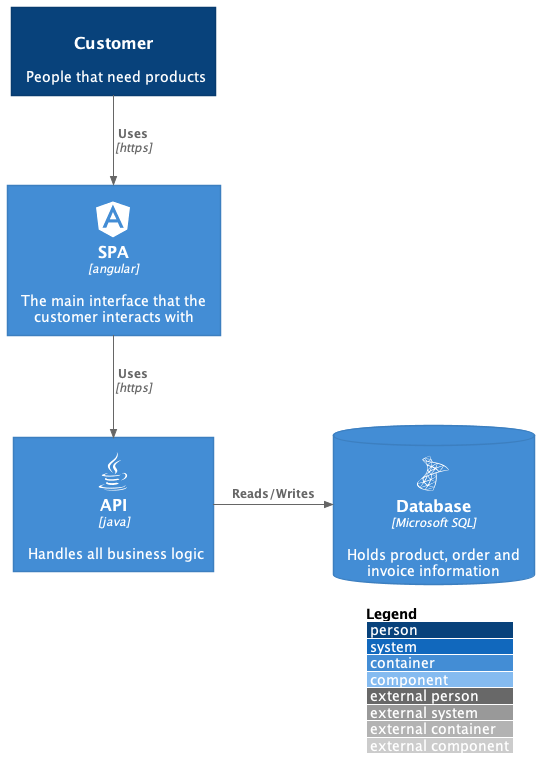 Customer
People that need products
Uses
[https]
SPA
[angular]
The main interface that the
customer interacts with
Uses
[https]
API
[java]
Handles all business logic
Reads/Writes
Database
[Microsoft SQL]
Holds product, order and
invoice information
Legend
person
system
container
component
external person
external system
external container
external component